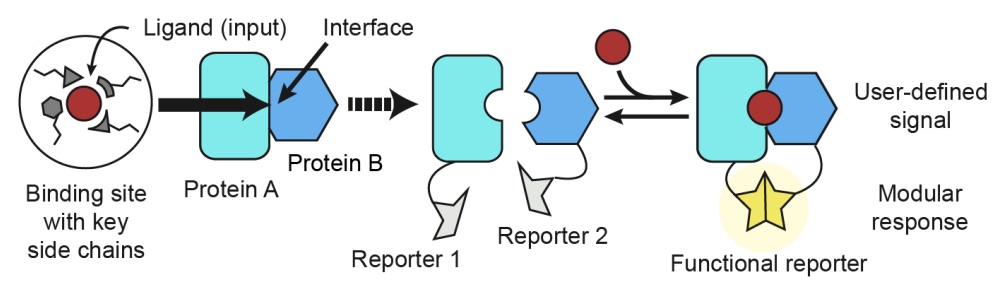 Ligand (input)
Interface
Binding site
with key
side chains
Protein A
Protein B
Reporter 1
Reporter 2
User-defined
signal
Modular
response
Functional reporter